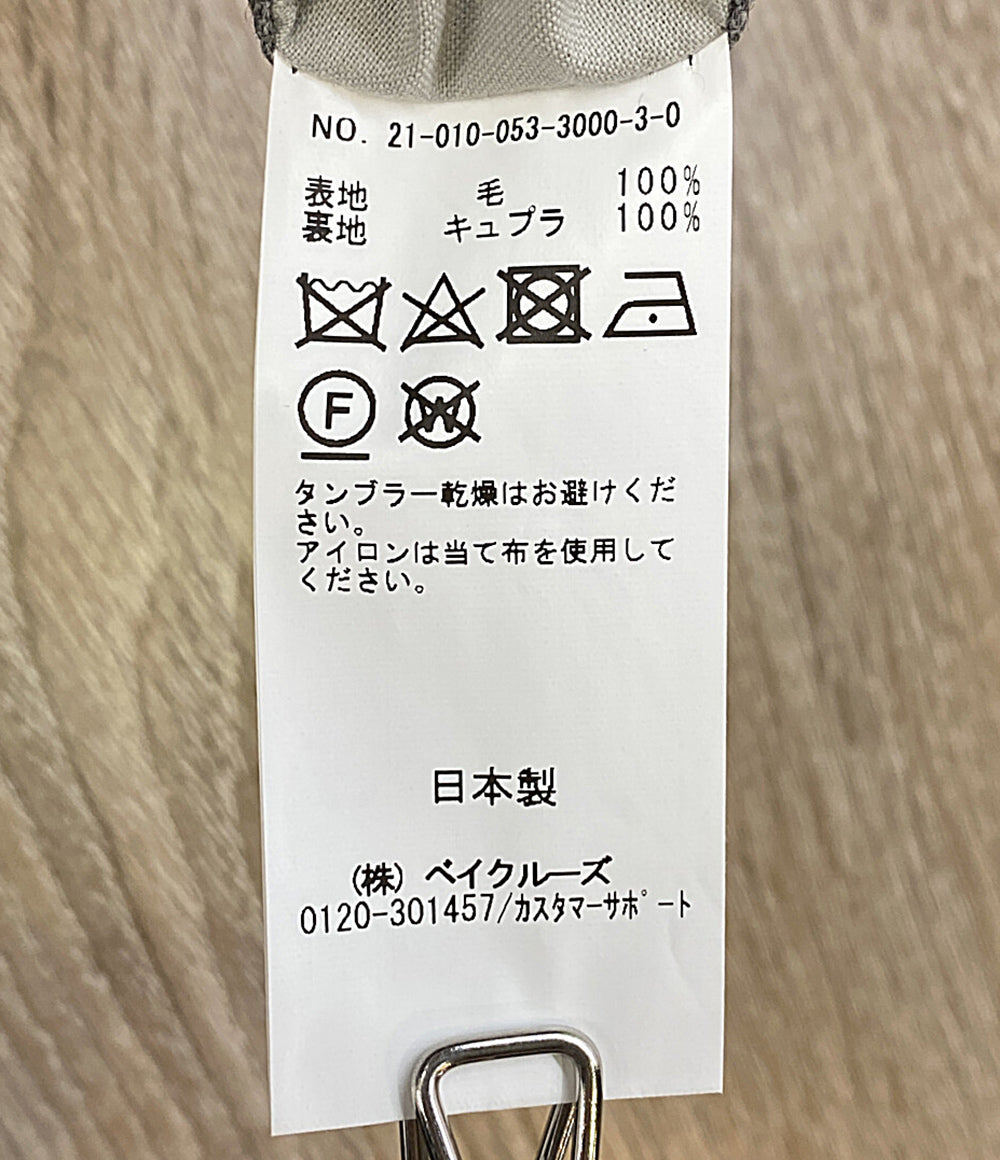 NO. 21-010-053-3000-3-0
表地 毛 100%
裏地 キュプラ 100%
F
W
タンブラー乾燥はお避けくだ
さい。
アイロンは当て布を使用して
ください。
日本製
(株) ベイクルーズ
0120-301457/ｶｽﾀﾏｰｻﾎﾟｰﾄ